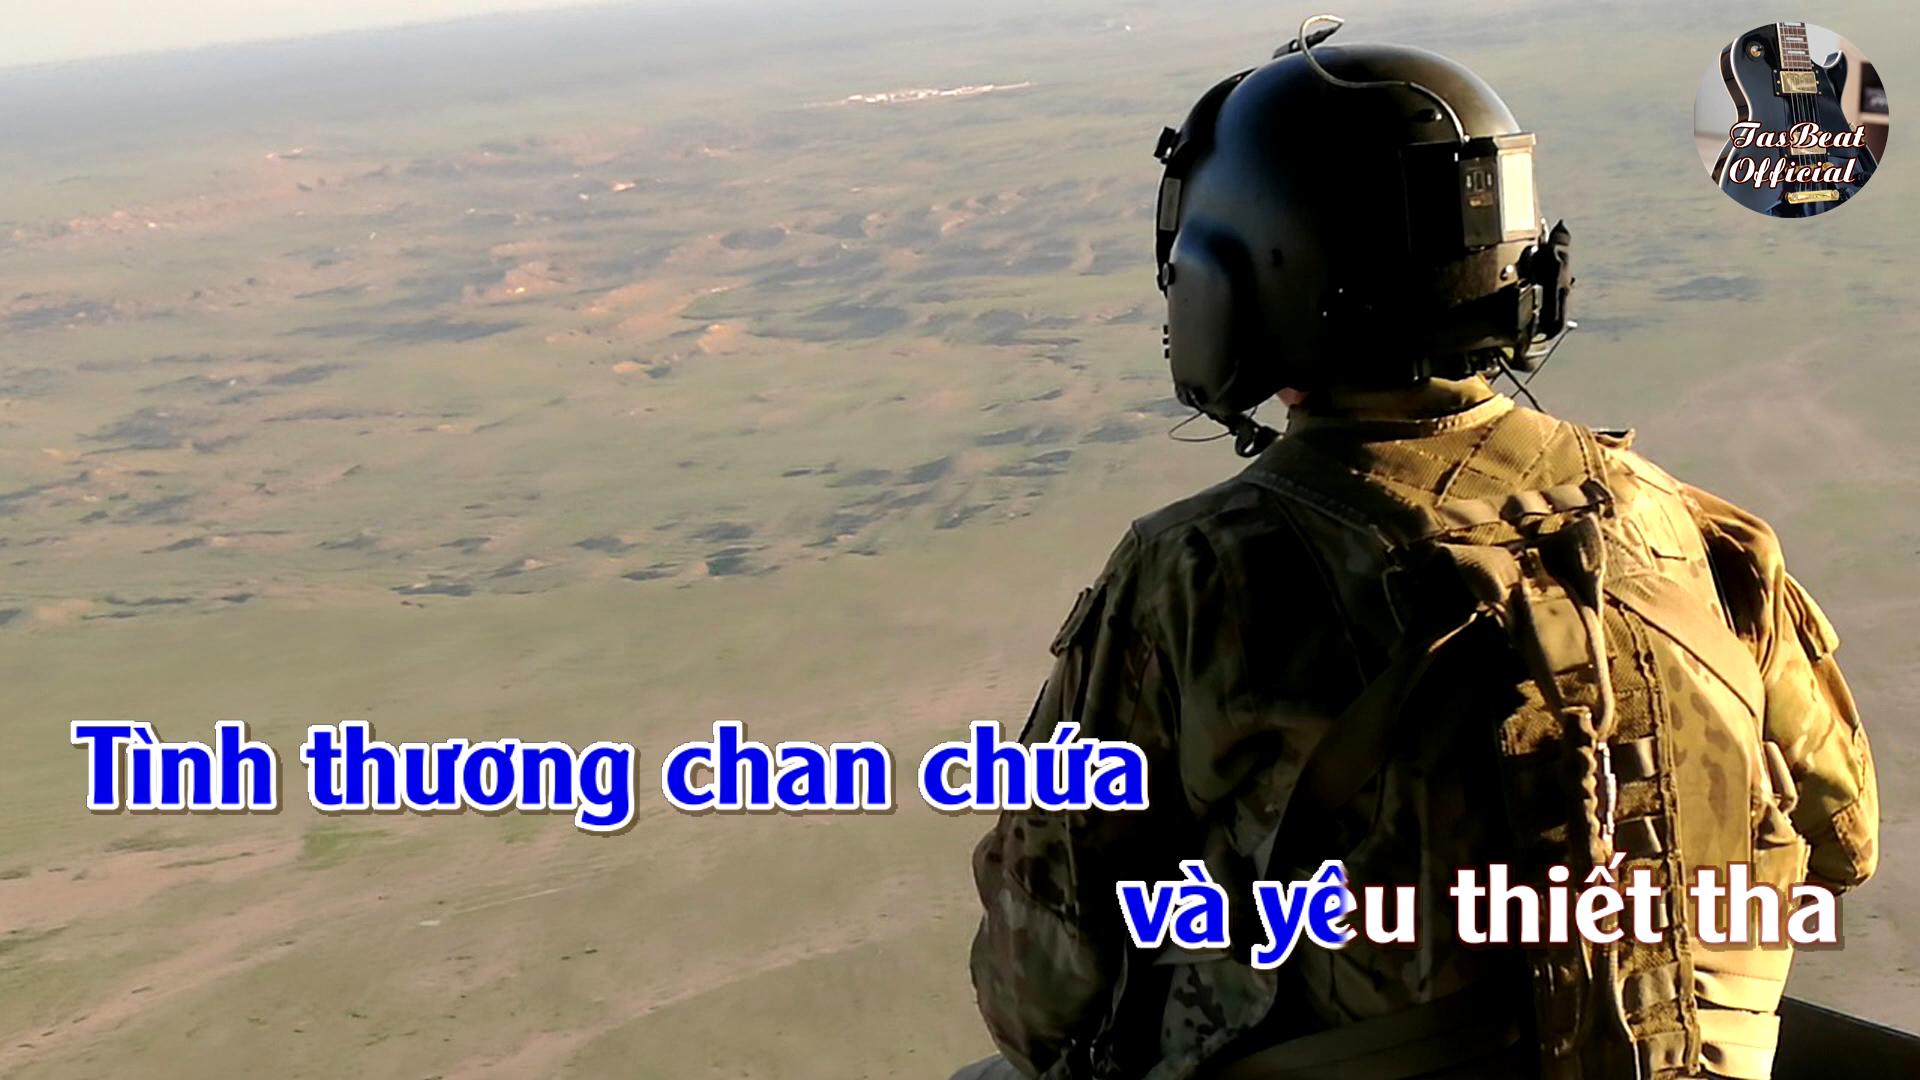 TasBeat
Official
Tình thương chan chứa
và yêu thiết tha